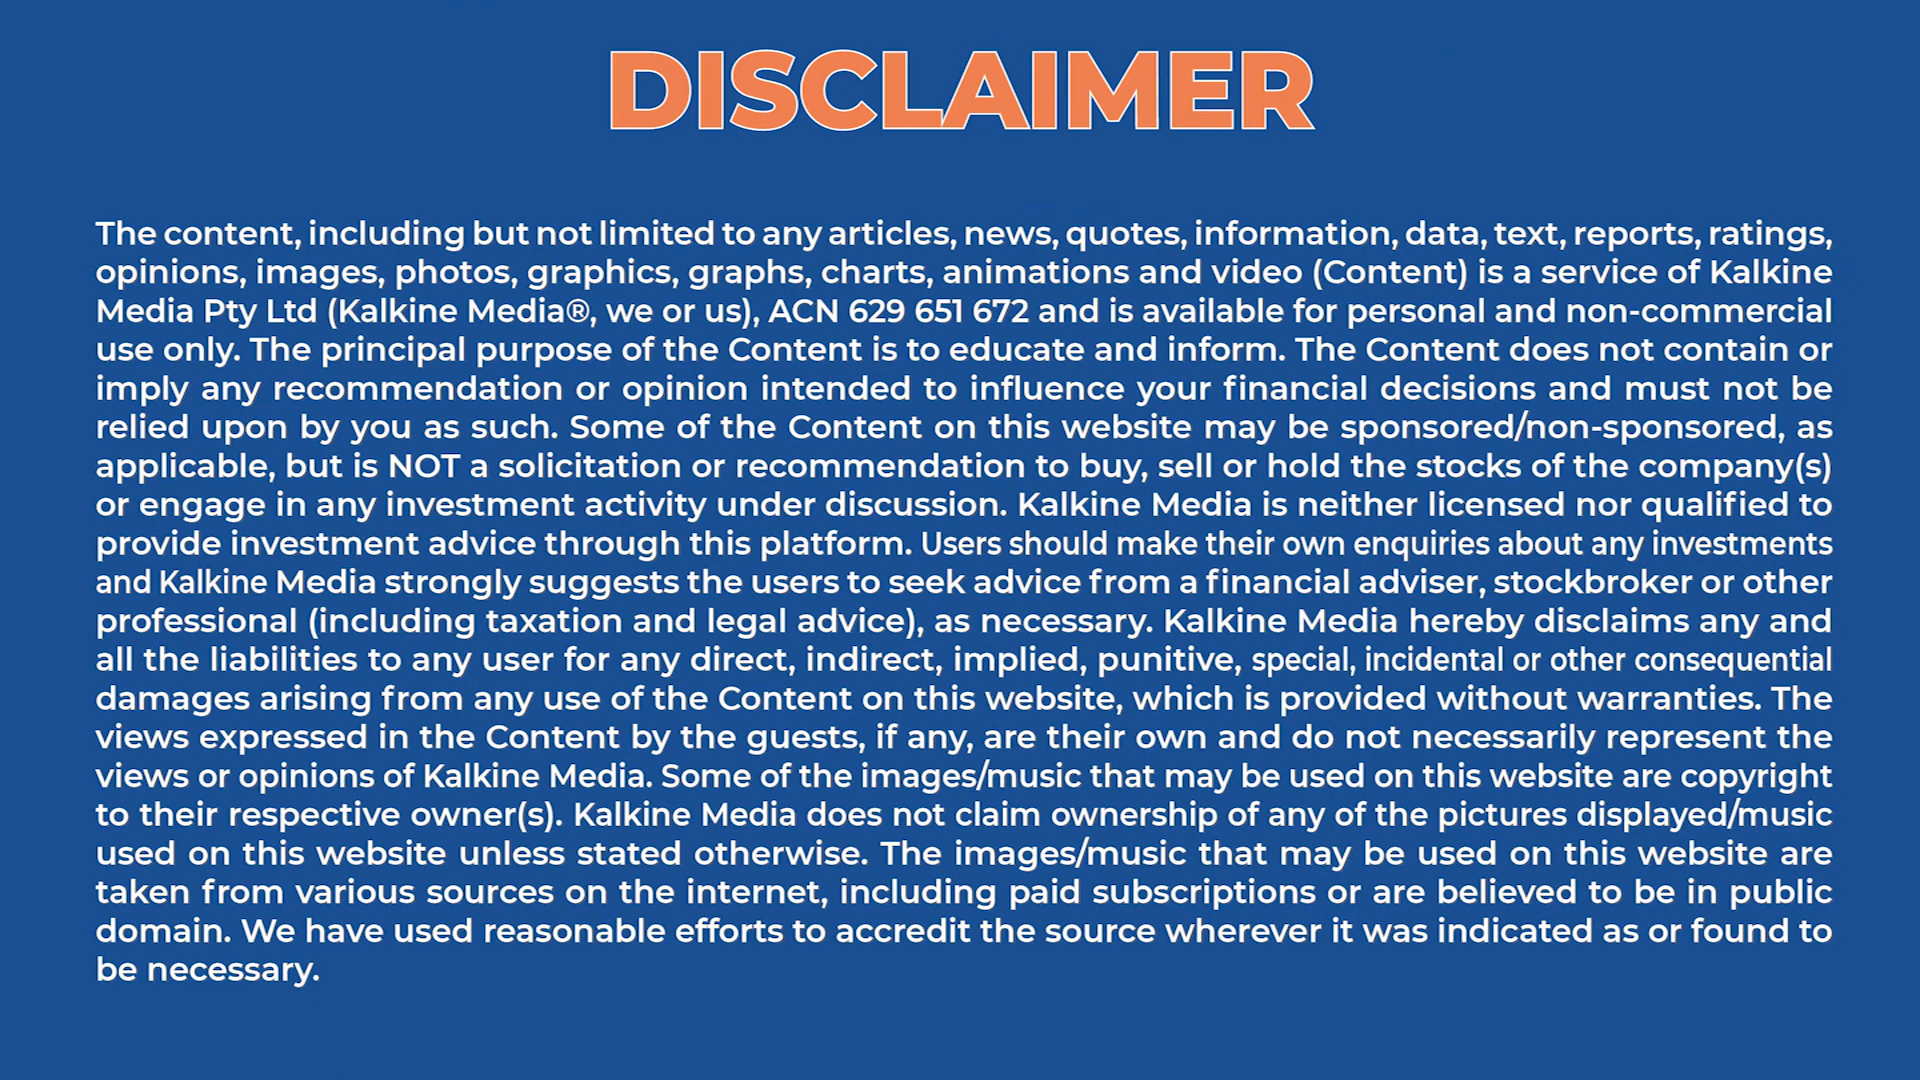 DISCLAIMER
The content, including but not limited to any articles, news, quotes, information, data, text, reports, ratings,
opinions, images, photos, graphics, graphs, charts, animations and video (Content) is a service of Kalkine
Media Pty Ltd (Kalkine Media®, we or us), ACN 629 651 672 and is available for personal and non-commercial
use only. The principal purpose of the Content is to educate and inform. The Content does not contain or
imply any recommendation or opinion intended to influence your financial decisions and must not be
relied upon by you as such. Some of the Content on this website may be sponsored/non-sponsored, as
applicable, but is NOT a solicitation or recommendation to buy, sell or hold the stocks of the company(s)
or engage in any investment activity under discussion. Kalkine Media is neither licensed nor qualified to
provide investment advice through this platform. Users should make their own enquiries about any investments
and Kalkine Media strongly suggests the users to seek advice from a financial adviser, stockbroker or other
professional (including taxation and legal advice), as necessary. Kalkine Media hereby disclaims any and
all the liabilities to any user for any direct, indirect, implied, punitive, special, incidental or other consequential
damages arising from any use of the Content on this website, which is provided without warranties. The
views expressed in the Content by the guests, if any, are their own and do not necessarily represent the
views or opinions of Kalkine Media. Some of the images/music that may be used on this website are copyright
to their respective owner(s). Kalkine Media does not claim ownership of any of the pictures displayed/music
used on this website unless stated otherwise. The images/music that may be used on this website are
taken from various sources on the internet, including paid subscriptions or are believed to be in public
domain. We have used reasonable efforts to accredit the source wherever it was indicated as or found to
be necessary.